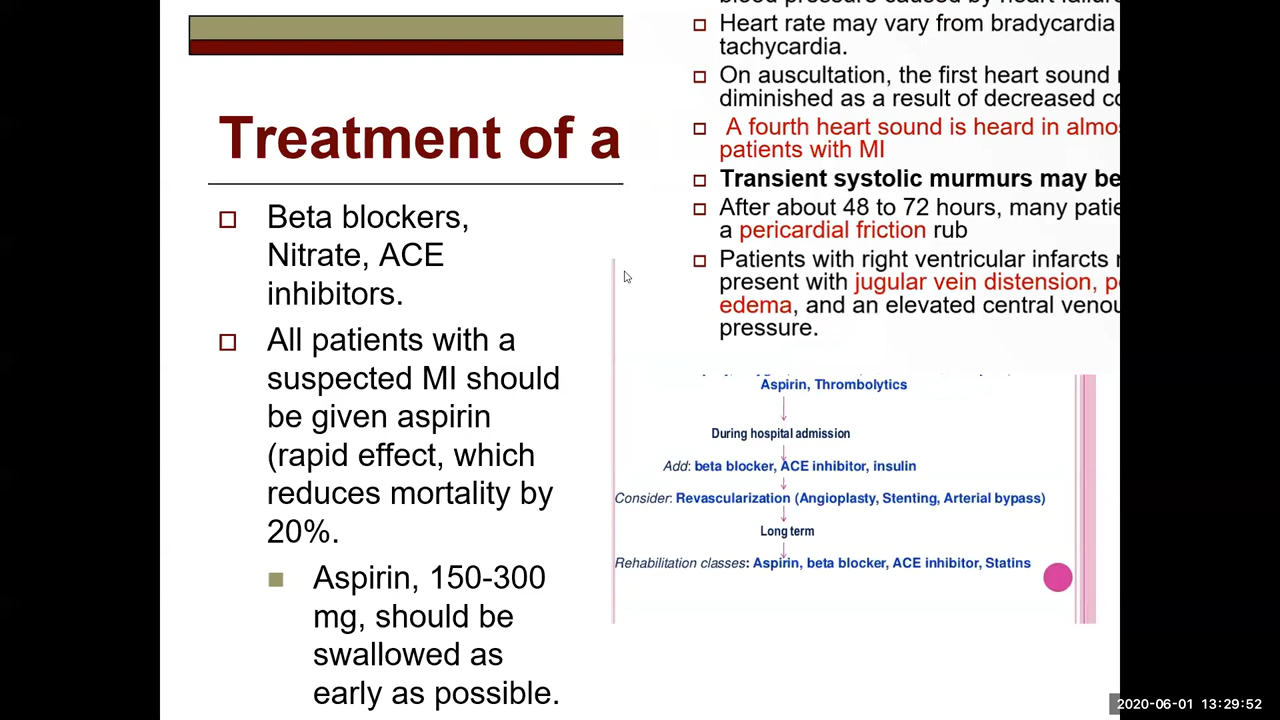 Treatment of a
Beta blockers,
Nitrate, ACE
inhibitors.
All patients with a
suspected MI should
be given aspirin
(rapid effect, which
reduces mortality by
20%.
Aspirin, 150-300
mg, should be
swallowed as
early as possible.
Heart rate may vary from bradycardia
tachycardia.
On auscultation, the first heart sound
diminished as a result of decreased
A fourth heart sound is heard in
patients with MI
Transient systolic murmurs may be
After about 48 to 72 hours, many
a pericardial friction rub
Patients with right ventricular infarcts
present with jugular vein distension,
edema, and an elevated central
pressure.
Aspirin, Thrombolytics
During hospital admission
Add: beta blocker, ACE inhibitor, insulin
Consider: Revascularization (Angioplasty, Stenting, Arterial bypass)
Long term
Rehabilitation classes: Aspirin, beta blocker, ACE inhibitor, Statins
2020-06-01 13:29:52